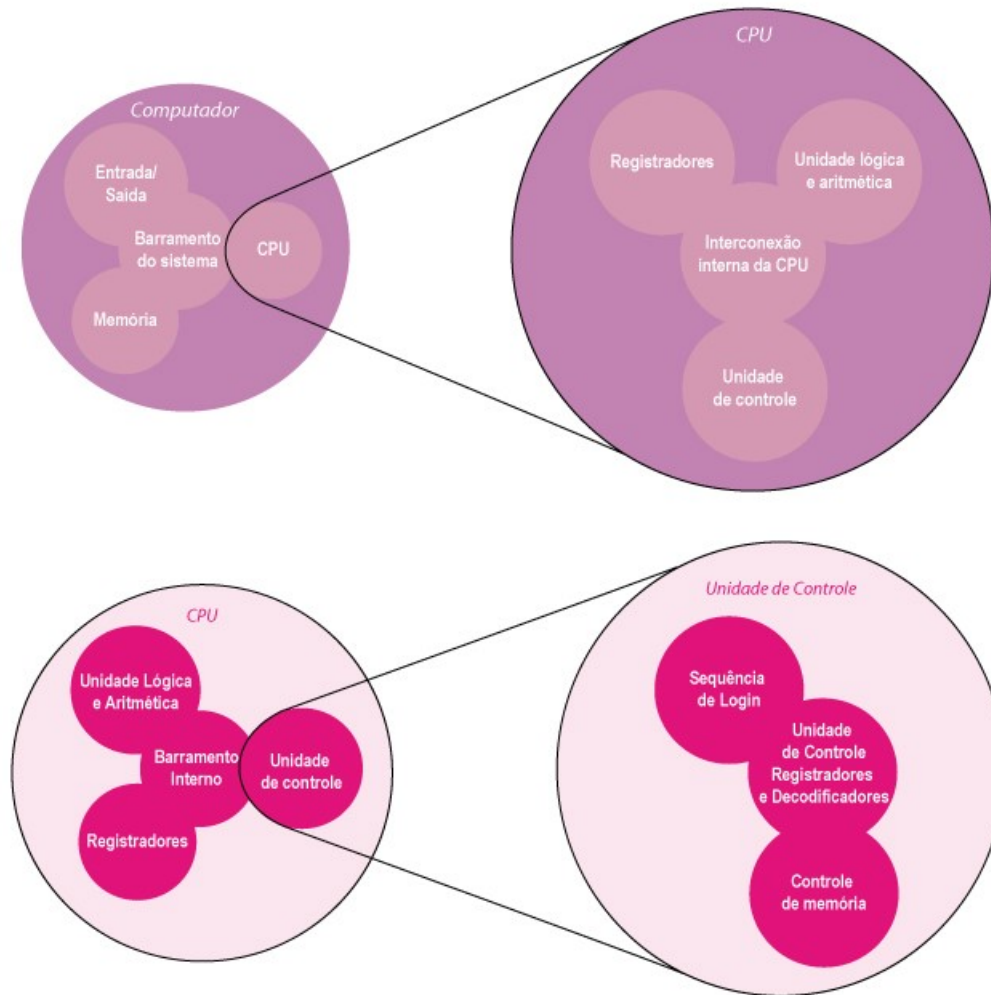 Computador
Entrada/
Saída
Barramento
do sistema
CPU
Memória
CPU
Registradores
Unidade lógica
e aritmética
Interconexão
interna da CPU
Unidade
de controle
CPU
Unidade Lógica
e Aritmética
Barramento
Interno
Unidade
de controle
Registradores
Unidade de Controle
Sequência
de Login
Unidade
de Controle
Registradores
e Decodificadores
Controle
de memória